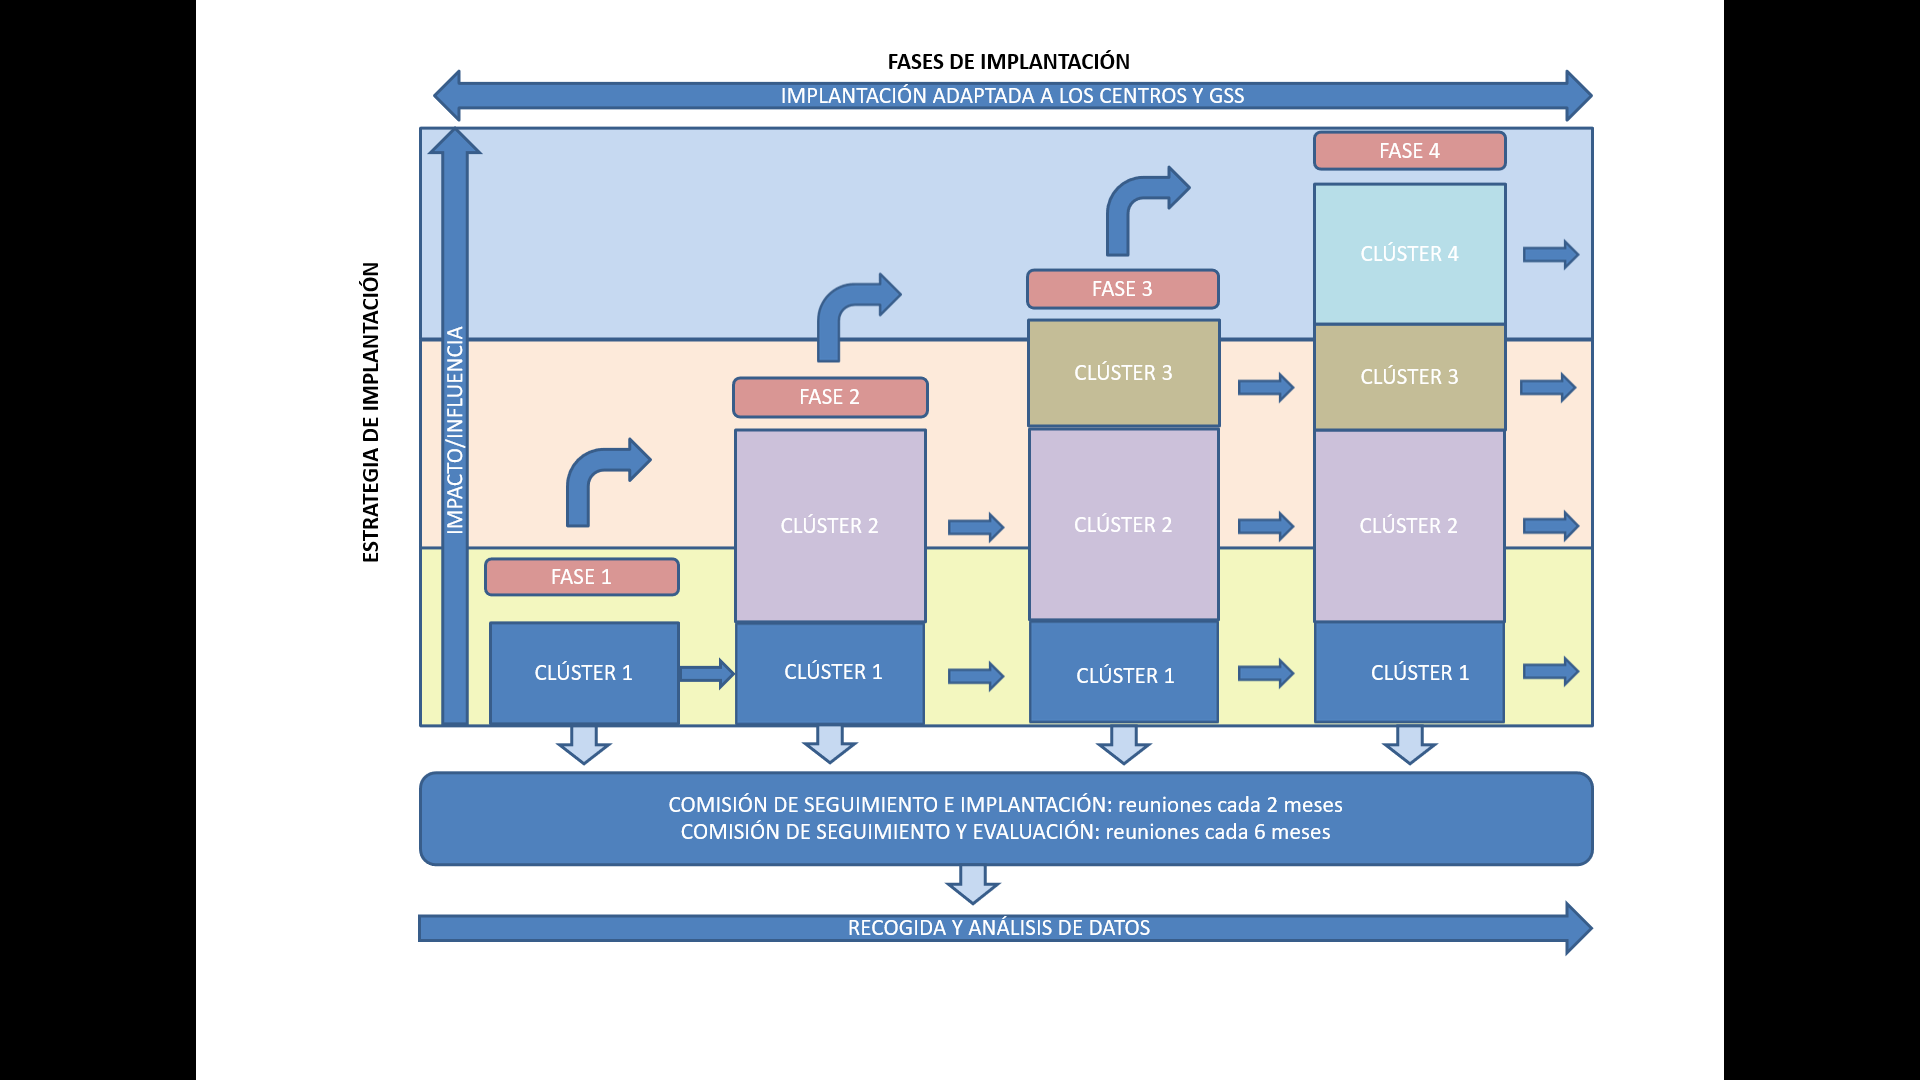 FASES DE IMPLANTACIÓN
IMPLANTACIÓN ADAPTADA A LOS CENTROS Y GSS
ESTRATEGIA DE IMPLANTACIÓN
IMPACTO/INFLUENCIA
FASE 1
CLÚSTER 1
FASE 2
CLÚSTER 2
CLÚSTER 1
FASE 3
CLÚSTER 3
CLÚSTER 2
CLÚSTER 1
FASE 4
CLÚSTER 4
CLÚSTER 3
CLÚSTER 2
CLÚSTER 1
COMISIÓN DE SEGUIMIENTO E IMPLANTACIÓN: reuniones cada 2 meses
COMISIÓN DE SEGUIMIENTO Y EVALUACIÓN: reuniones cada 6 meses
RECOGIDA Y ANÁLISIS DE DATOS